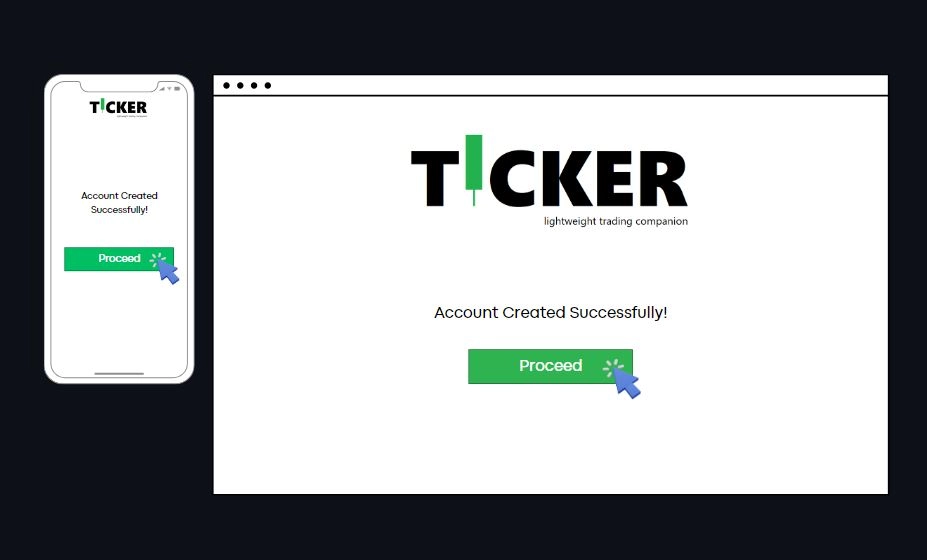 TICKER
lightweight trading companion
Account Created
Successfully!
Proceed
TICKER
lightweight trading companion
Account Created Successfully!
Proceed